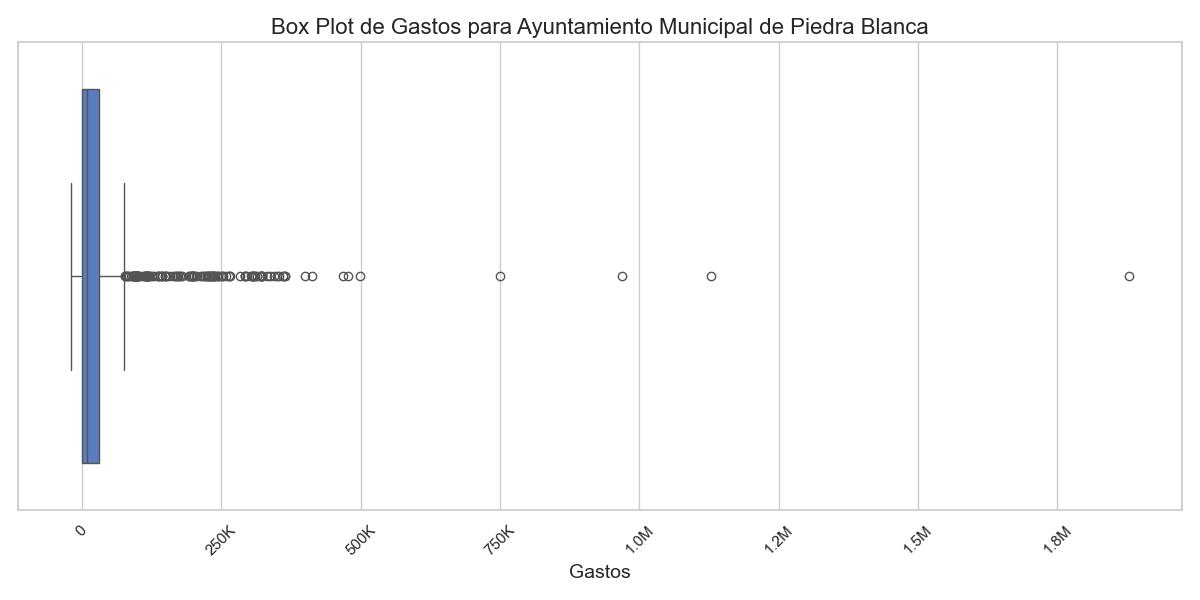 Box Plot de Gastos para Ayuntamiento Municipal de Piedra Blanca
0
250K
500K
750K
1.0M
1.2M
1.5M
1.8M
Gastos